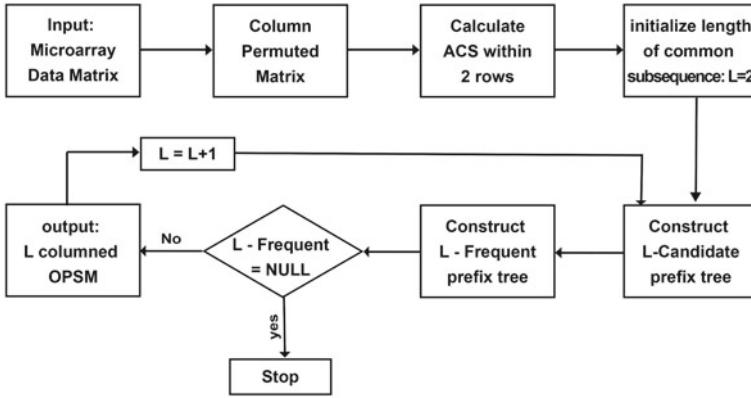 Input:
Microarray
Data Matrix
Column
Permuted
Matrix
Calculate
ACS within
2 rows
initialize length
of common
subsequence: L=2
L = L+1
output:
L columned
OPSM
No
L - Frequent
= NULL
Construct
L - Frequent
prefix tree
Construct
L-Candidate
prefix tree
yes
Stop